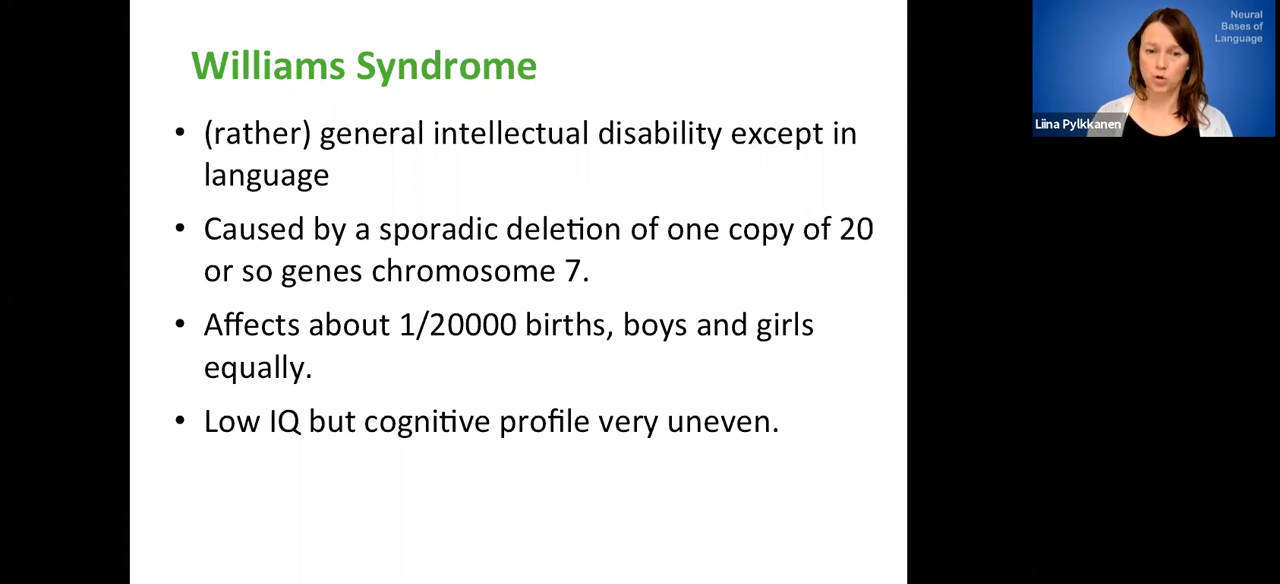 Williams Syndrome
• (rather) general intellectual disability except in
language
• Caused by a sporadic deletion of one copy of 20
or so genes chromosome 7.
• Affects about 1/20000 births, boys and girls
equally.
• Low IQ but cognitive profile very uneven.
Neural
Bases of
Language
Liina Pylkkanen